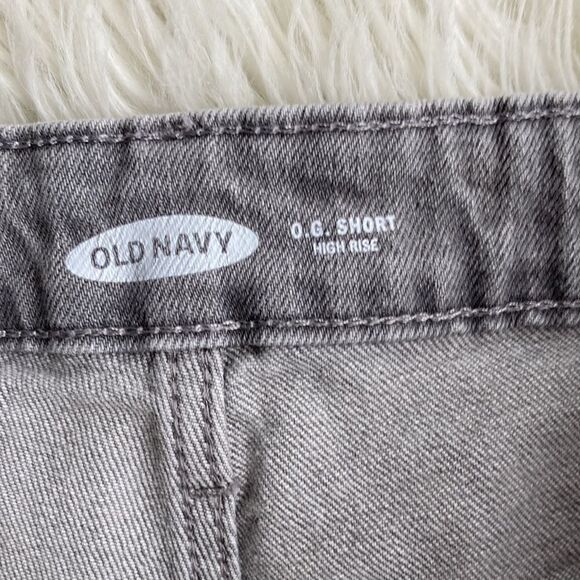 OLD NAVY
O.G. SHORT
HIGH RISE